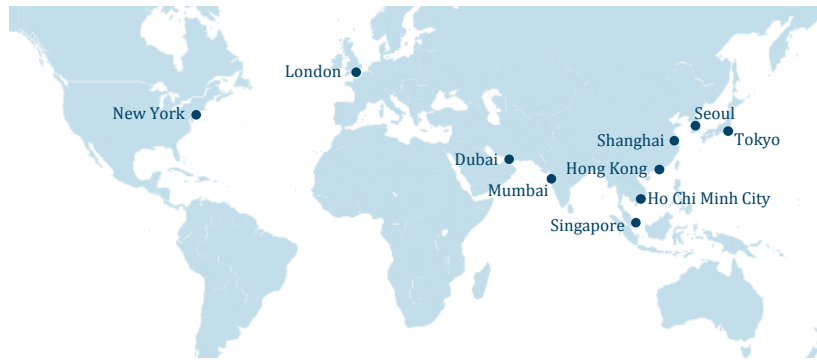 London
New York
Seoul
Shanghai
Tokyo
Dubai
Hong Kong
Mumbai
Ho Chi Minh City
Singapore